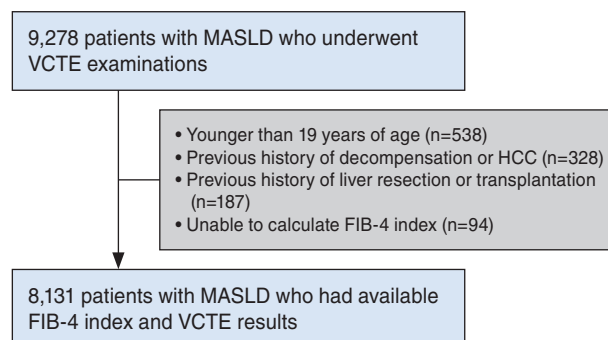 9,278 patients with MASLD who underwent
VCTE examinations
• Younger than 19 years of age (n=538)
• Previous history of decompensation or HCC (n=328)
• Previous history of liver resection or transplantation
(n=187)
• Unable to calculate FIB-4 index (n=94)
8,131 patients with MASLD who had available
FIB-4 index and VCTE results